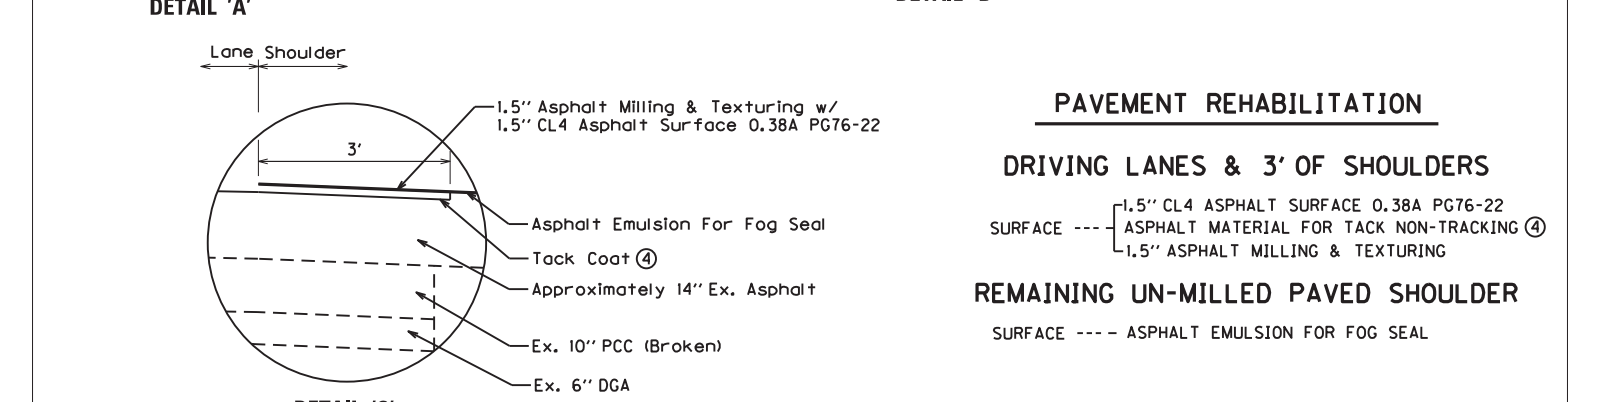 DETAIL 'A'
Lane Shoulder
1.5'' Asphalt Milling & Texturing w/
1.5'' CL4 Asphalt Surface 0.38A PG76-22
3'
Asphalt Emulsion For Fog Seal
Tack Coat 4
Approximately 14'' Ex. Asphalt
Ex. 10'' PCC (Broken)
Ex. 6'' DGA
PAVEMENT REHABILITATION
DRIVING LANES & 3' OF SHOULDERS
1.5'' CL4 ASPHALT SURFACE 0.38A PG76-22
SURFACE ---- ASPHALT MATERIAL FOR TACK NON-TRACKING 4
1.5'' ASPHALT MILLING & TEXTURING
REMAINING UN-MILLED PAVED SHOULDER
SURFACE ---- ASPHALT EMULSION FOR FOG SEAL